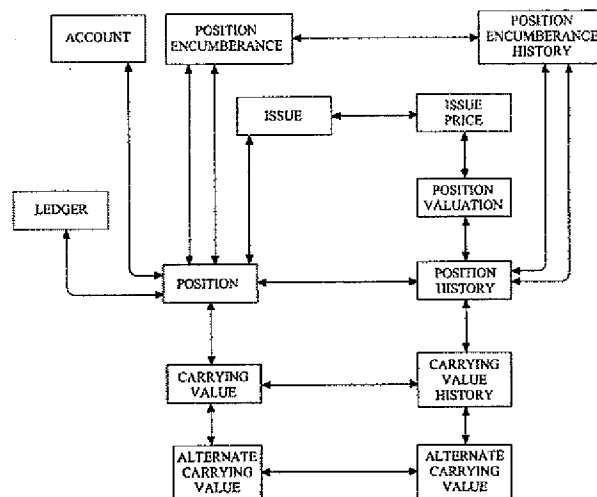 ACCOUNT
POSITION
ENCUMBERANCE
POSITION
ENCUMBERANCE
HISTORY
ISSUE
ISSUE
PRICE
LEDGER
POSITION
VALUATION
POSITION
POSITION
HISTORY
CARRYING
VALUE
CARRYING
VALUE
HISTORY
ALTERNATE
CARRYING
VALUE
ALTERNATE
CARRYING
VALUE